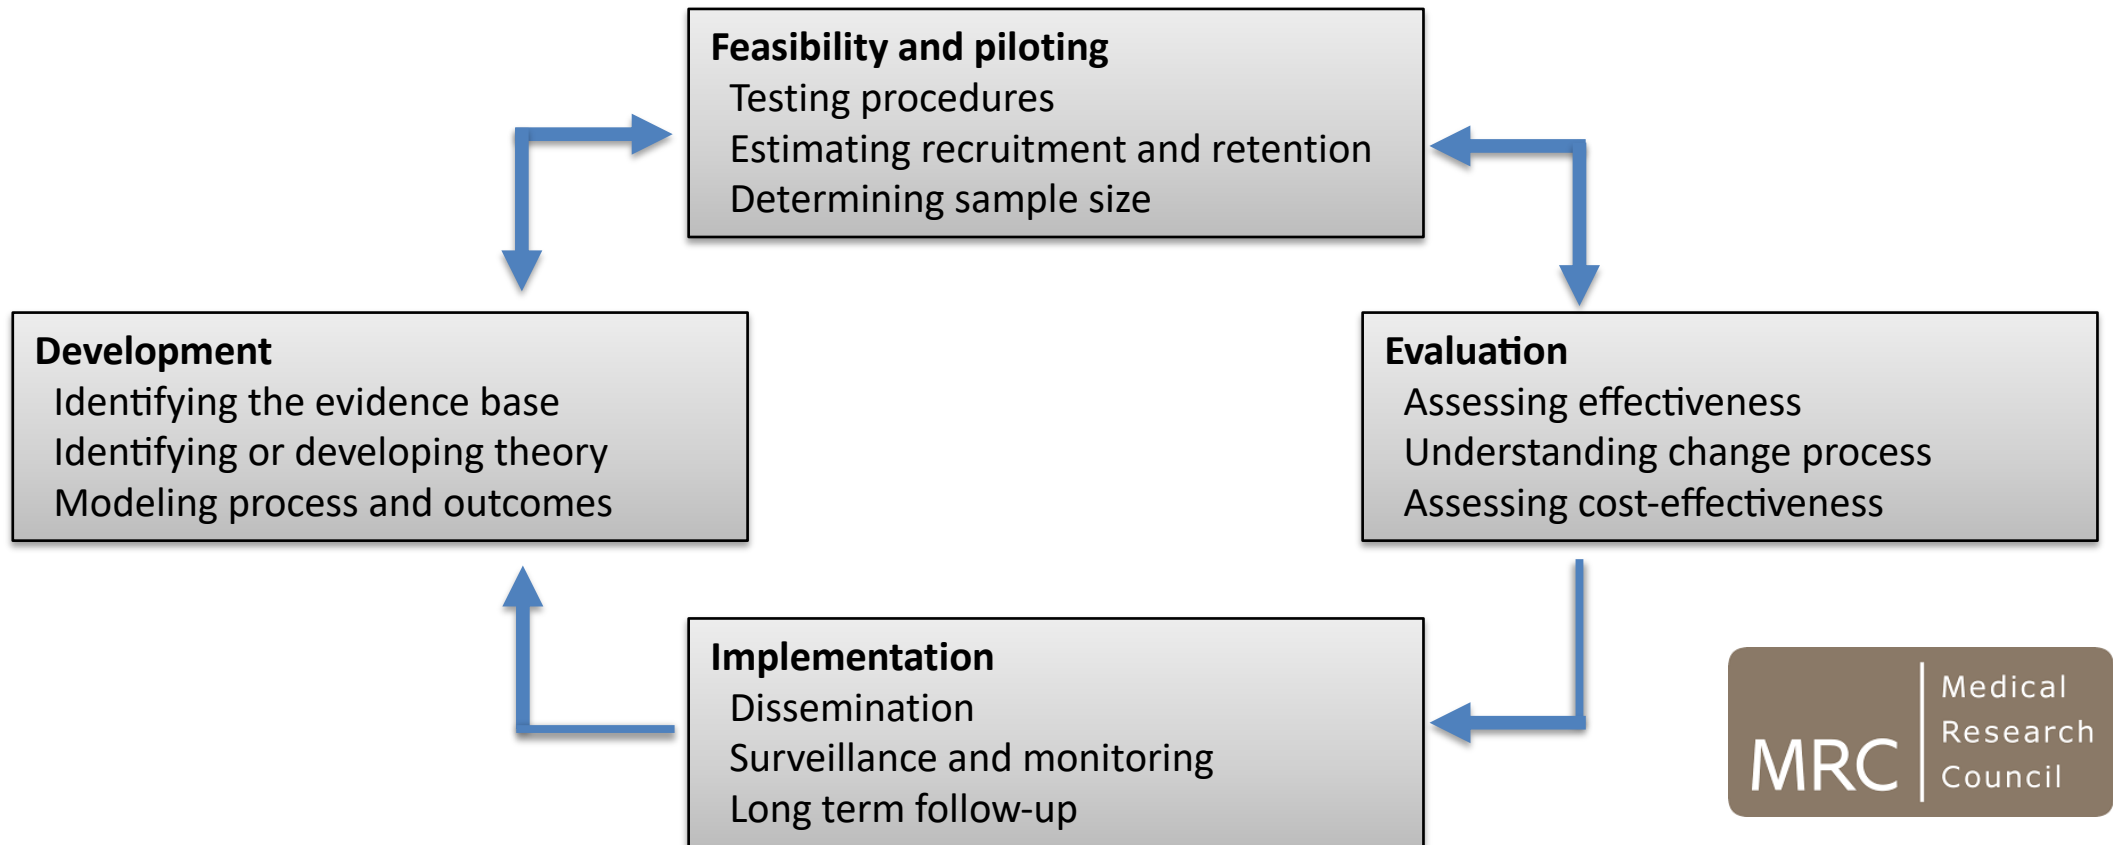 Feasibility and piloting
Testing procedures
Estimating recruitment and retention
Determining sample size
Development
Identifying the evidence base
Identifying or developing theory
Modeling process and outcomes
Evaluation
Assessing effectiveness
Understanding change process
Assessing cost-effectiveness
Implementation
Dissemination
Surveillance and monitoring
Long term follow-up
MRC
Medical
Research
Council